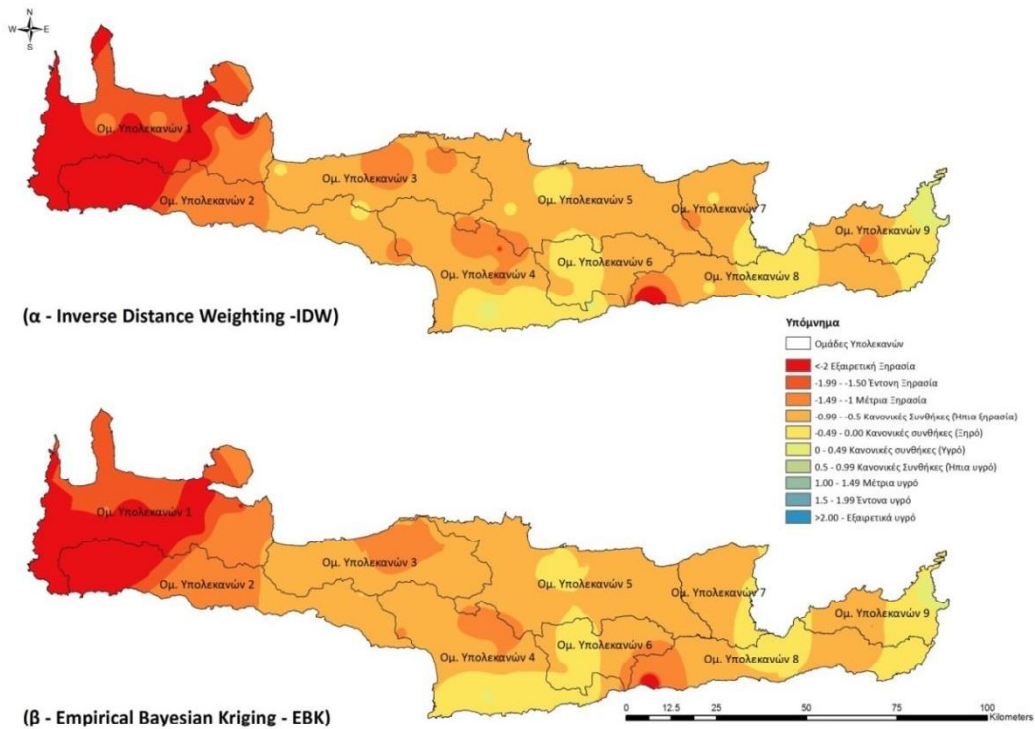 N
W E
S
Ομ. Υπολεκανών 1
Ομ. Υπολεκανών 2
Ομ. Υπολεκανών 3
Ομ. Υπολεκανών 4
Ομ. Υπολεκανών 5
Ομ. Υπολεκανών 6
Ομ. Υπολεκανών 7
Ομ. Υπολεκανών 8
Ομ. Υπολεκανών 9
(α - Inverse Distance Weighting -IDW)
Υπόμνημα
Ομάδες Υπολεκανών
<-2 Εξαιρετική Ξηρασία
-1.99 - -1.50 Έντονη Ξηρασία
-1.49 - -1 Μέτρια Ξηρασία
-0.99 - -0.5 Κανονικές Συνθήκες (Ήπια ξηρασία)
-0.49 - 0.00 Κανονικές συνθήκες (Ξηρό)
0 - 0.49 Κανονικές συνθήκες (Υγρό)
0.5 - 0.99 Κανονικές Συνθήκες (Ήπια υγρό)
1.00 - 1.49 Μέτρια υγρό
1.5 - 1.99 Έντονα υγρό
>2.00 - Εξαιρετικά υγρό
Ομ. Υπολεκανών 1
Ομ. Υπολεκανών 2
Ομ. Υπολεκανών 3
Ομ. Υπολεκανών 4
Ομ. Υπολεκανών 5
Ομ. Υπολεκανών 6
Ομ. Υπολεκανών 7
Ομ. Υπολεκανών 8
Ομ. Υπολεκανών 9
(β - Empirical Bayesian Kriging - EBK)
0 12.5 25 50 75 100
Kilometers